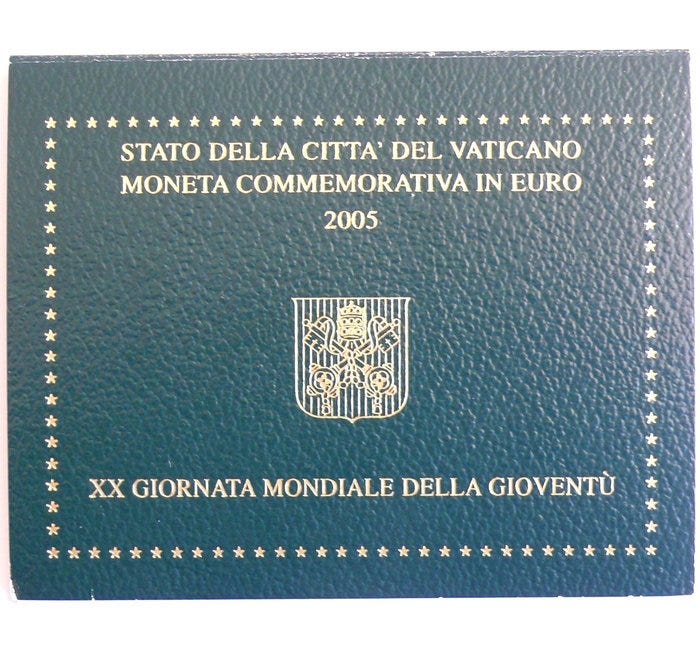 STATO DELLA CITTA' DEL VATICANO
MONETA COMMEMORATIVA IN EURO
2005
XX GIORNATA MONDIALE DELLA GIOVENTÙ